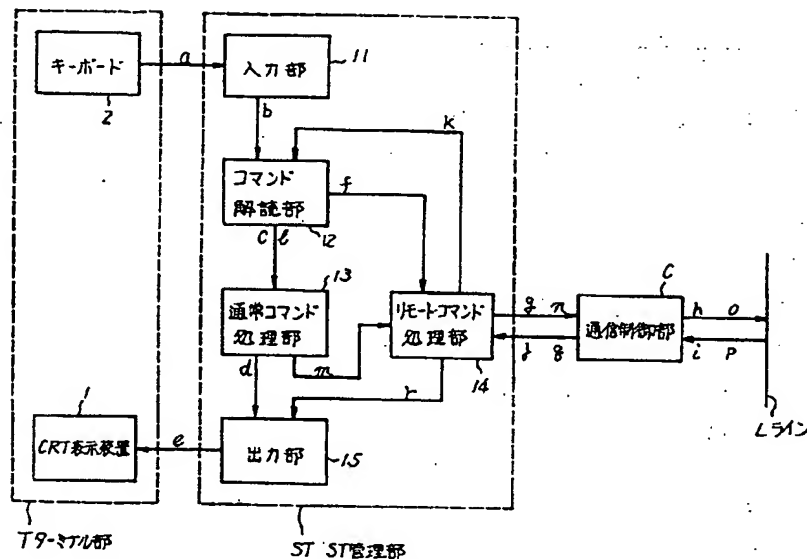 キーボード
2
a
入力部
11
b
k
コマンド
解読部
12
f
c l
13
通常コマンド
処理部
d
m
リモートコマンド
処理部
14
g n
j q
C
通信制御部
h o
i p
Lライン
r
1
CRT表示装置
e
出力部
15
Tターミナル部
ST ST管理部